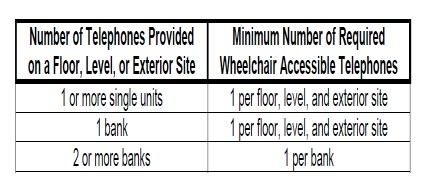 Number of Telephones Provided Minimum Number of Required
on a Floor, Level, or Exterior Site Wheelchair Accessible Telephones
1 or more single units 1 per floor, level, and exterior site
1 bank 1 per floor, level, and exterior site
2 or more banks 1 per bank